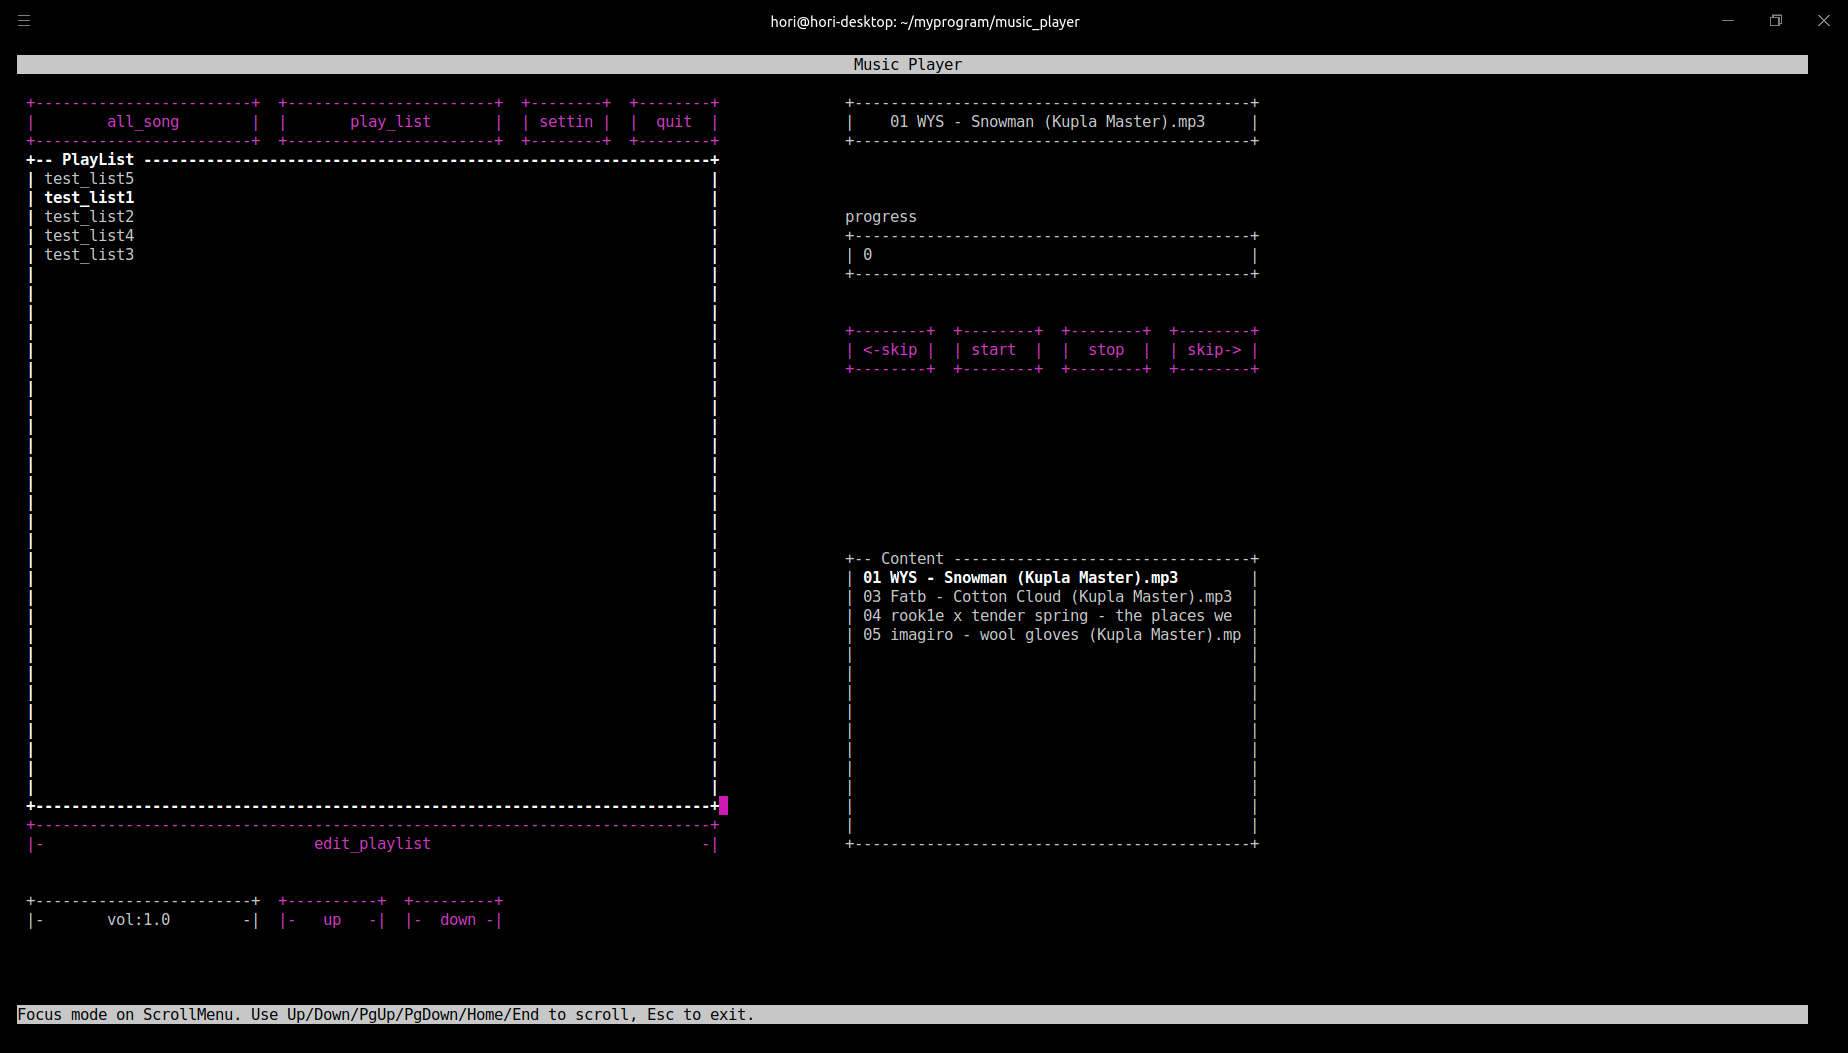 hori@hori-desktop: ~/myprogram/music_player
Music Player
all_song play_list settin quit
PlayList
test_list5
test_list1
test_list2
test_list4
test_list3
edit_playlist
vol:1.0 up down
01 WYS - Snowman (Kupla Master).mp3
progress
0
<-skip start stop skip->
Content
01 WYS - Snowman (Kupla Master).mp3
03 Fatb - Cotton Cloud (Kupla Master).mp3
04 rook1e x tender spring - the places we
05 imagiro - wool gloves (Kupla Master).mp
Focus mode on ScrollMenu. Use Up/Down/PgUp/PgDown/Home/End to scroll, Esc to exit.